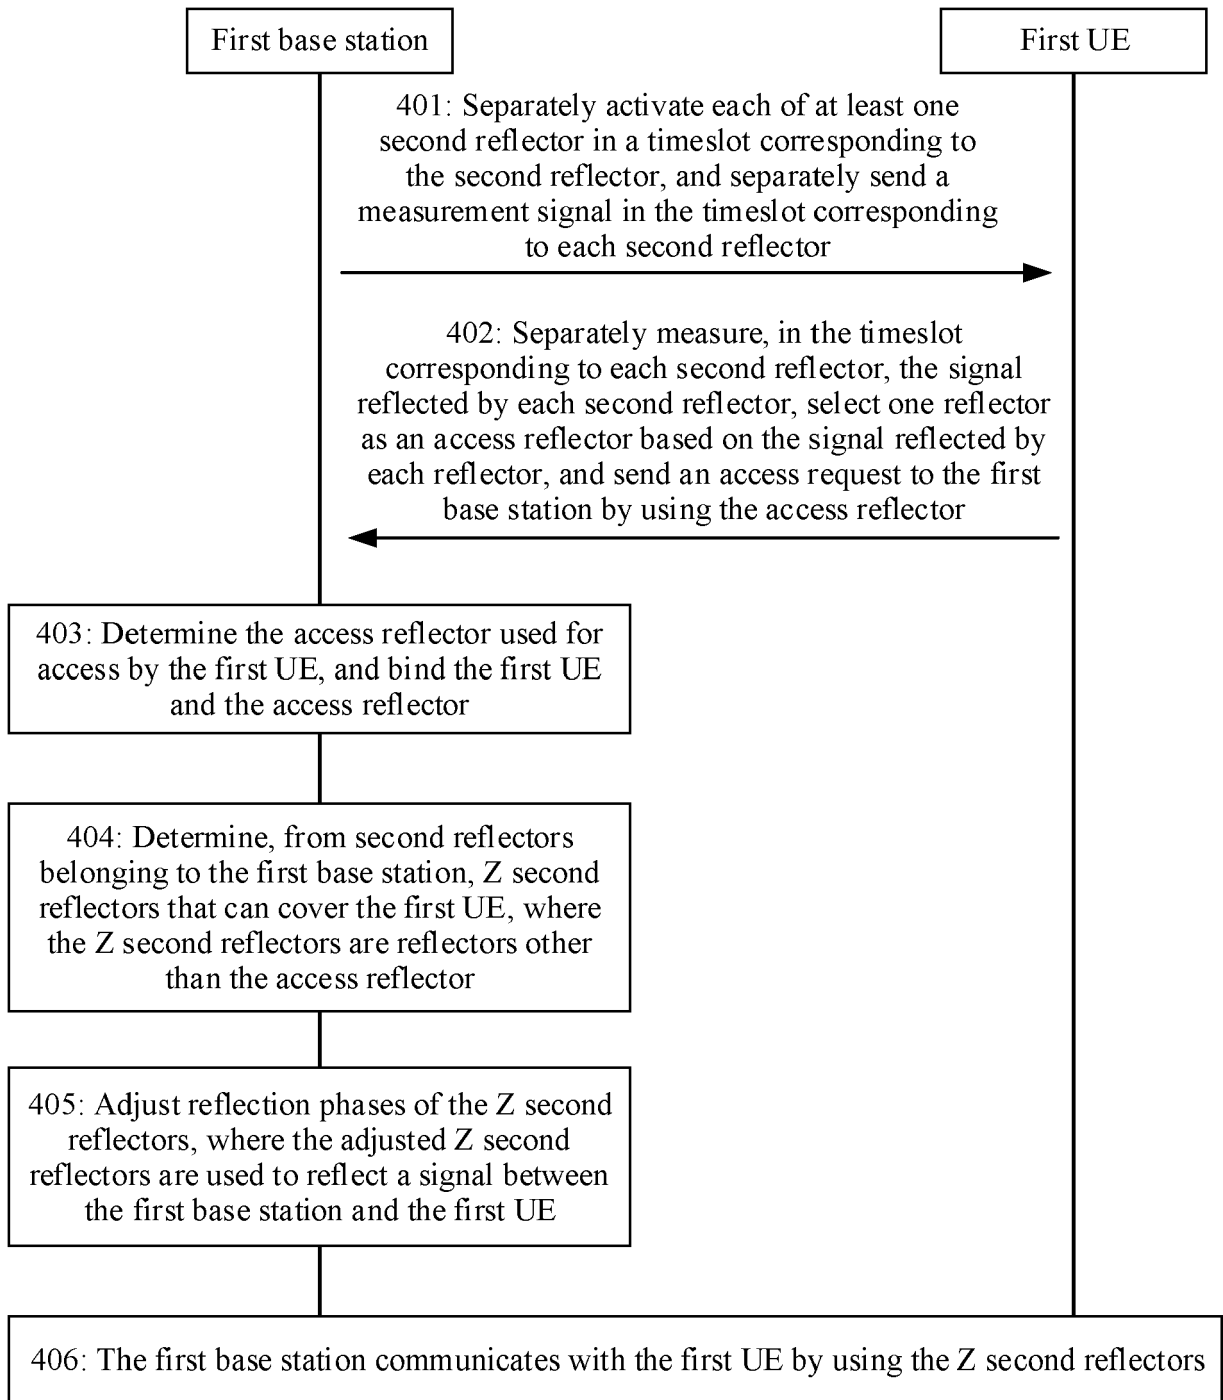 First base station
First UE
401: Separately activate each of at least one
second reflector in a timeslot corresponding to
the second reflector, and separately send a
measurement signal in the timeslot corresponding
to each second reflector
402: Separately measure, in the timeslot
corresponding to each second reflector, the signal
reflected by each second reflector, select one reflector
as an access reflector based on the signal reflected by
each reflector, and send an access request to the first
base station by using the access reflector
403: Determine the access reflector used for
access by the first UE, and bind the first UE
and the access reflector
404: Determine, from second reflectors
belonging to the first base station, Z second
reflectors that can cover the first UE, where
the Z second reflectors are reflectors other
than the access reflector
405: Adjust reflection phases of the Z second
reflectors, where the adjusted Z second
reflectors are used to reflect a signal between
the first base station and the first UE
406: The first base station communicates with the first UE by using the Z second reflectors